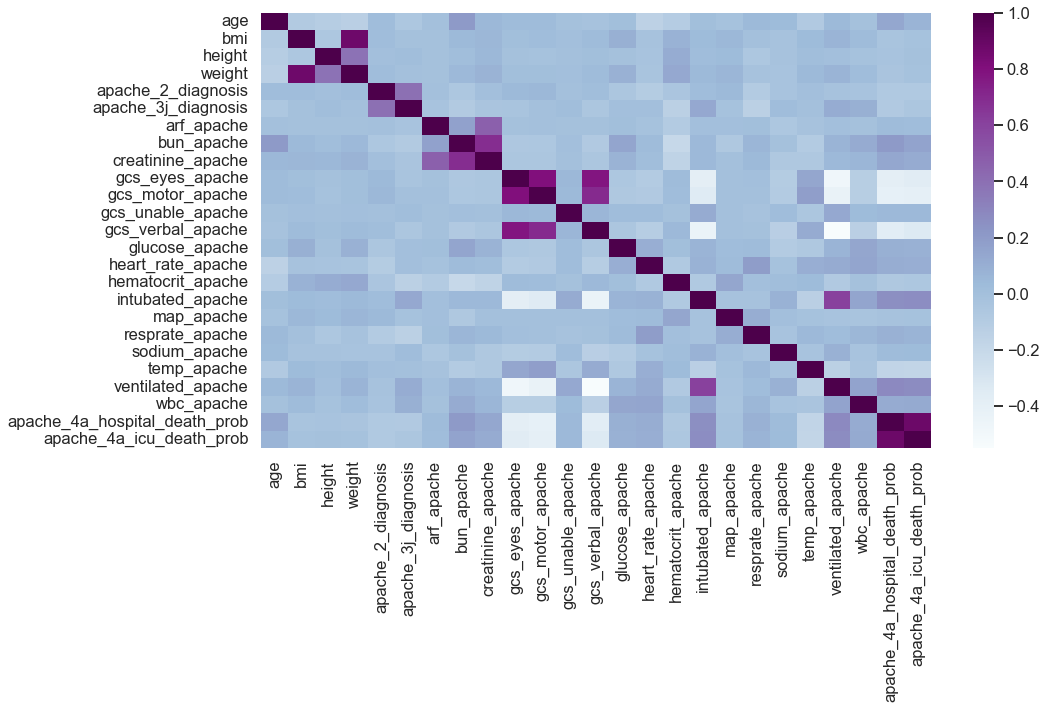 age
bmi
height
weight
apache_2_diagnosis
apache_3j_diagnosis
arf_apache
bun_apache
creatinine_apache
gcs_eyes_apache
gcs_motor_apache
gcs_unable_apache
gcs_verbal_apache
glucose_apache
heart_rate_apache
hematocrit_apache
intubated_apache
map_apache
resprate_apache
sodium_apache
temp_apache
ventilated_apache
wbc_apache
apache_4a_hospital_death_prob
apache_4a_icu_death_prob
age
bmi
height
weight
apache_2_diagnosis
apache_3j_diagnosis
arf_apache
bun_apache
creatinine_apache
gcs_eyes_apache
gcs_motor_apache
gcs_unable_apache
gcs_verbal_apache
glucose_apache
heart_rate_apache
hematocrit_apache
intubated_apache
map_apache
resprate_apache
sodium_apache
temp_apache
ventilated_apache
wbc_apache
apache_4a_hospital_death_prob
apache_4a_icu_death_prob
1.0
0.8
0.6
0.4
0.2
0.0
−0.2
−0.4